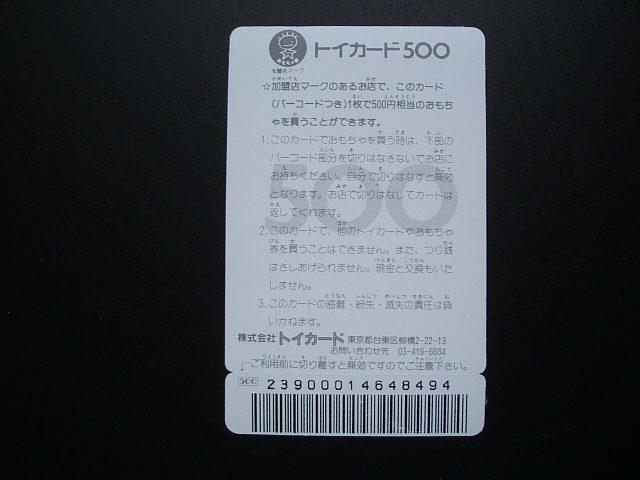 トイカード500
加盟店マーク
☆加盟店マークのあるお店で、このカード
(バーコードつき)1枚で500円相当のおもち
ゃを買うことができます。
1.このカードでおもちゃを買う時は、下部の
バーコード部分を切りはなさないでお店に
お持ちください。自分で切りはなすと無効
となります。お店で切りはなしてカードは
返してくれます。
2.このカードで、他のトイカードやおもちゃ
券を買うことはできません。また、つり銭
はさしあげられません。現金と交換もいた
しません。
3.このカードの盗難・紛失・滅失の責任は負
いかねます。
500
株式会社トイカード 東京都台東区柳橋2-22-13
お問い合わせ先 03-419-6664
ご利用前に切り離すと無効ですのでご注意下さい。
500 23900014648494